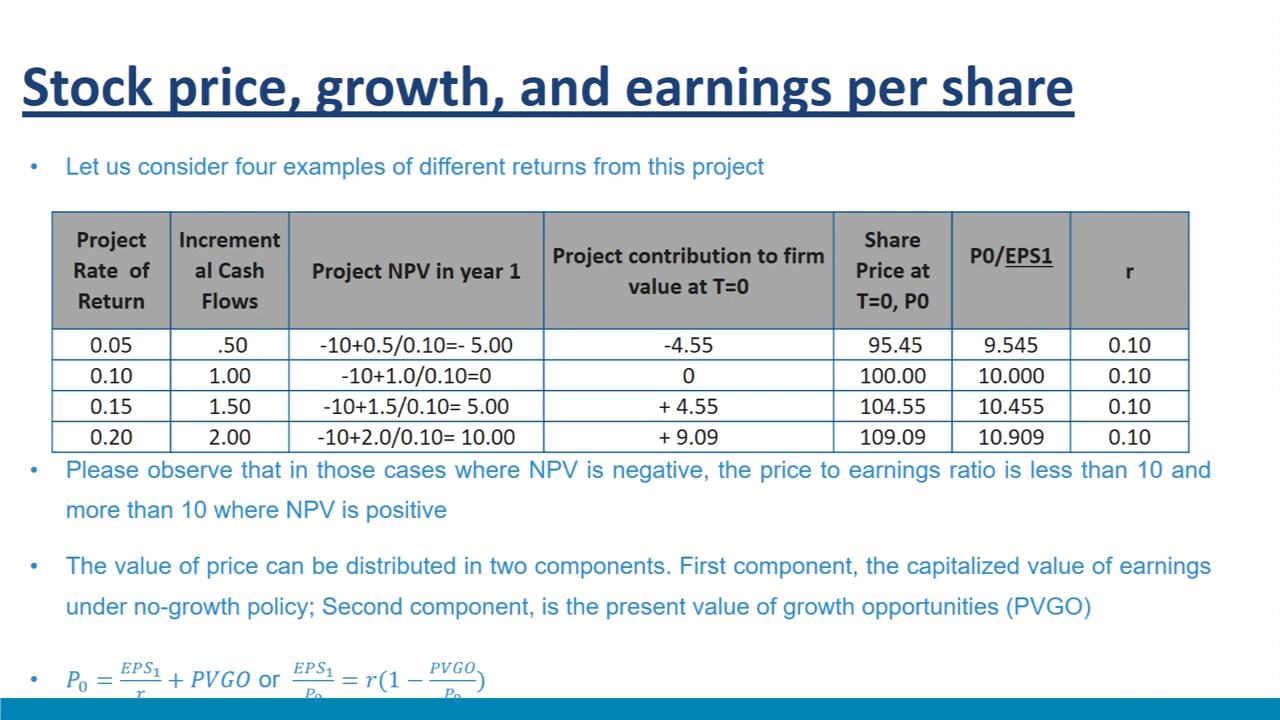 Stock price, growth, and earnings per share
• Let us consider four examples of different returns from this project
Project Rate of Return | Increment al Cash Flows | Project NPV in year 1 | Project contribution to firm value at T=0 | Share Price at T=0, P0 | P0/EPS1 | r
0.05 | .50 | -10+0.5/0.10=- 5.00 | -4.55 | 95.45 | 9.545 | 0.10
0.10 | 1.00 | -10+1.0/0.10=0 | 0 | 100.00 | 10.000 | 0.10
0.15 | 1.50 | -10+1.5/0.10= 5.00 | + 4.55 | 104.55 | 10.455 | 0.10
0.20 | 2.00 | -10+2.0/0.10= 10.00 | + 9.09 | 109.09 | 10.909 | 0.10
• Please observe that in those cases where NPV is negative, the price to earnings ratio is less than 10 and
more than 10 where NPV is positive
• The value of price can be distributed in two components. First component, the capitalized value of earnings
under no-growth policy; Second component, is the present value of growth opportunities (PVGO)
• P₀ = EPS₁/r + PVGO or EPS₁/P₀ = r(1 − PVGO/P₀)